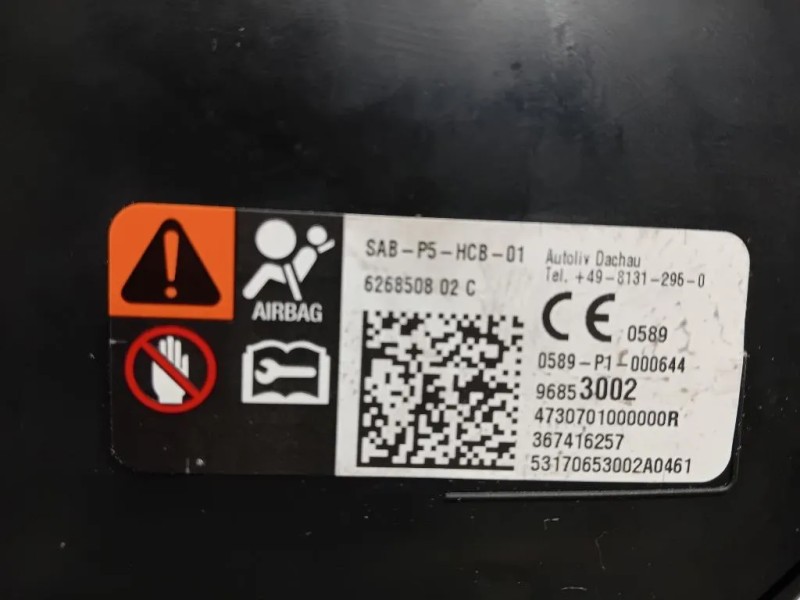 AIRBAG
SAB-P5-HCB-01
6268508 02 C
Autoliv Dachau
Tel. +49-8131-295-0
CE 0589
0589-P1-000644
96853002
4730701000000R
367416257
53170653002A0461